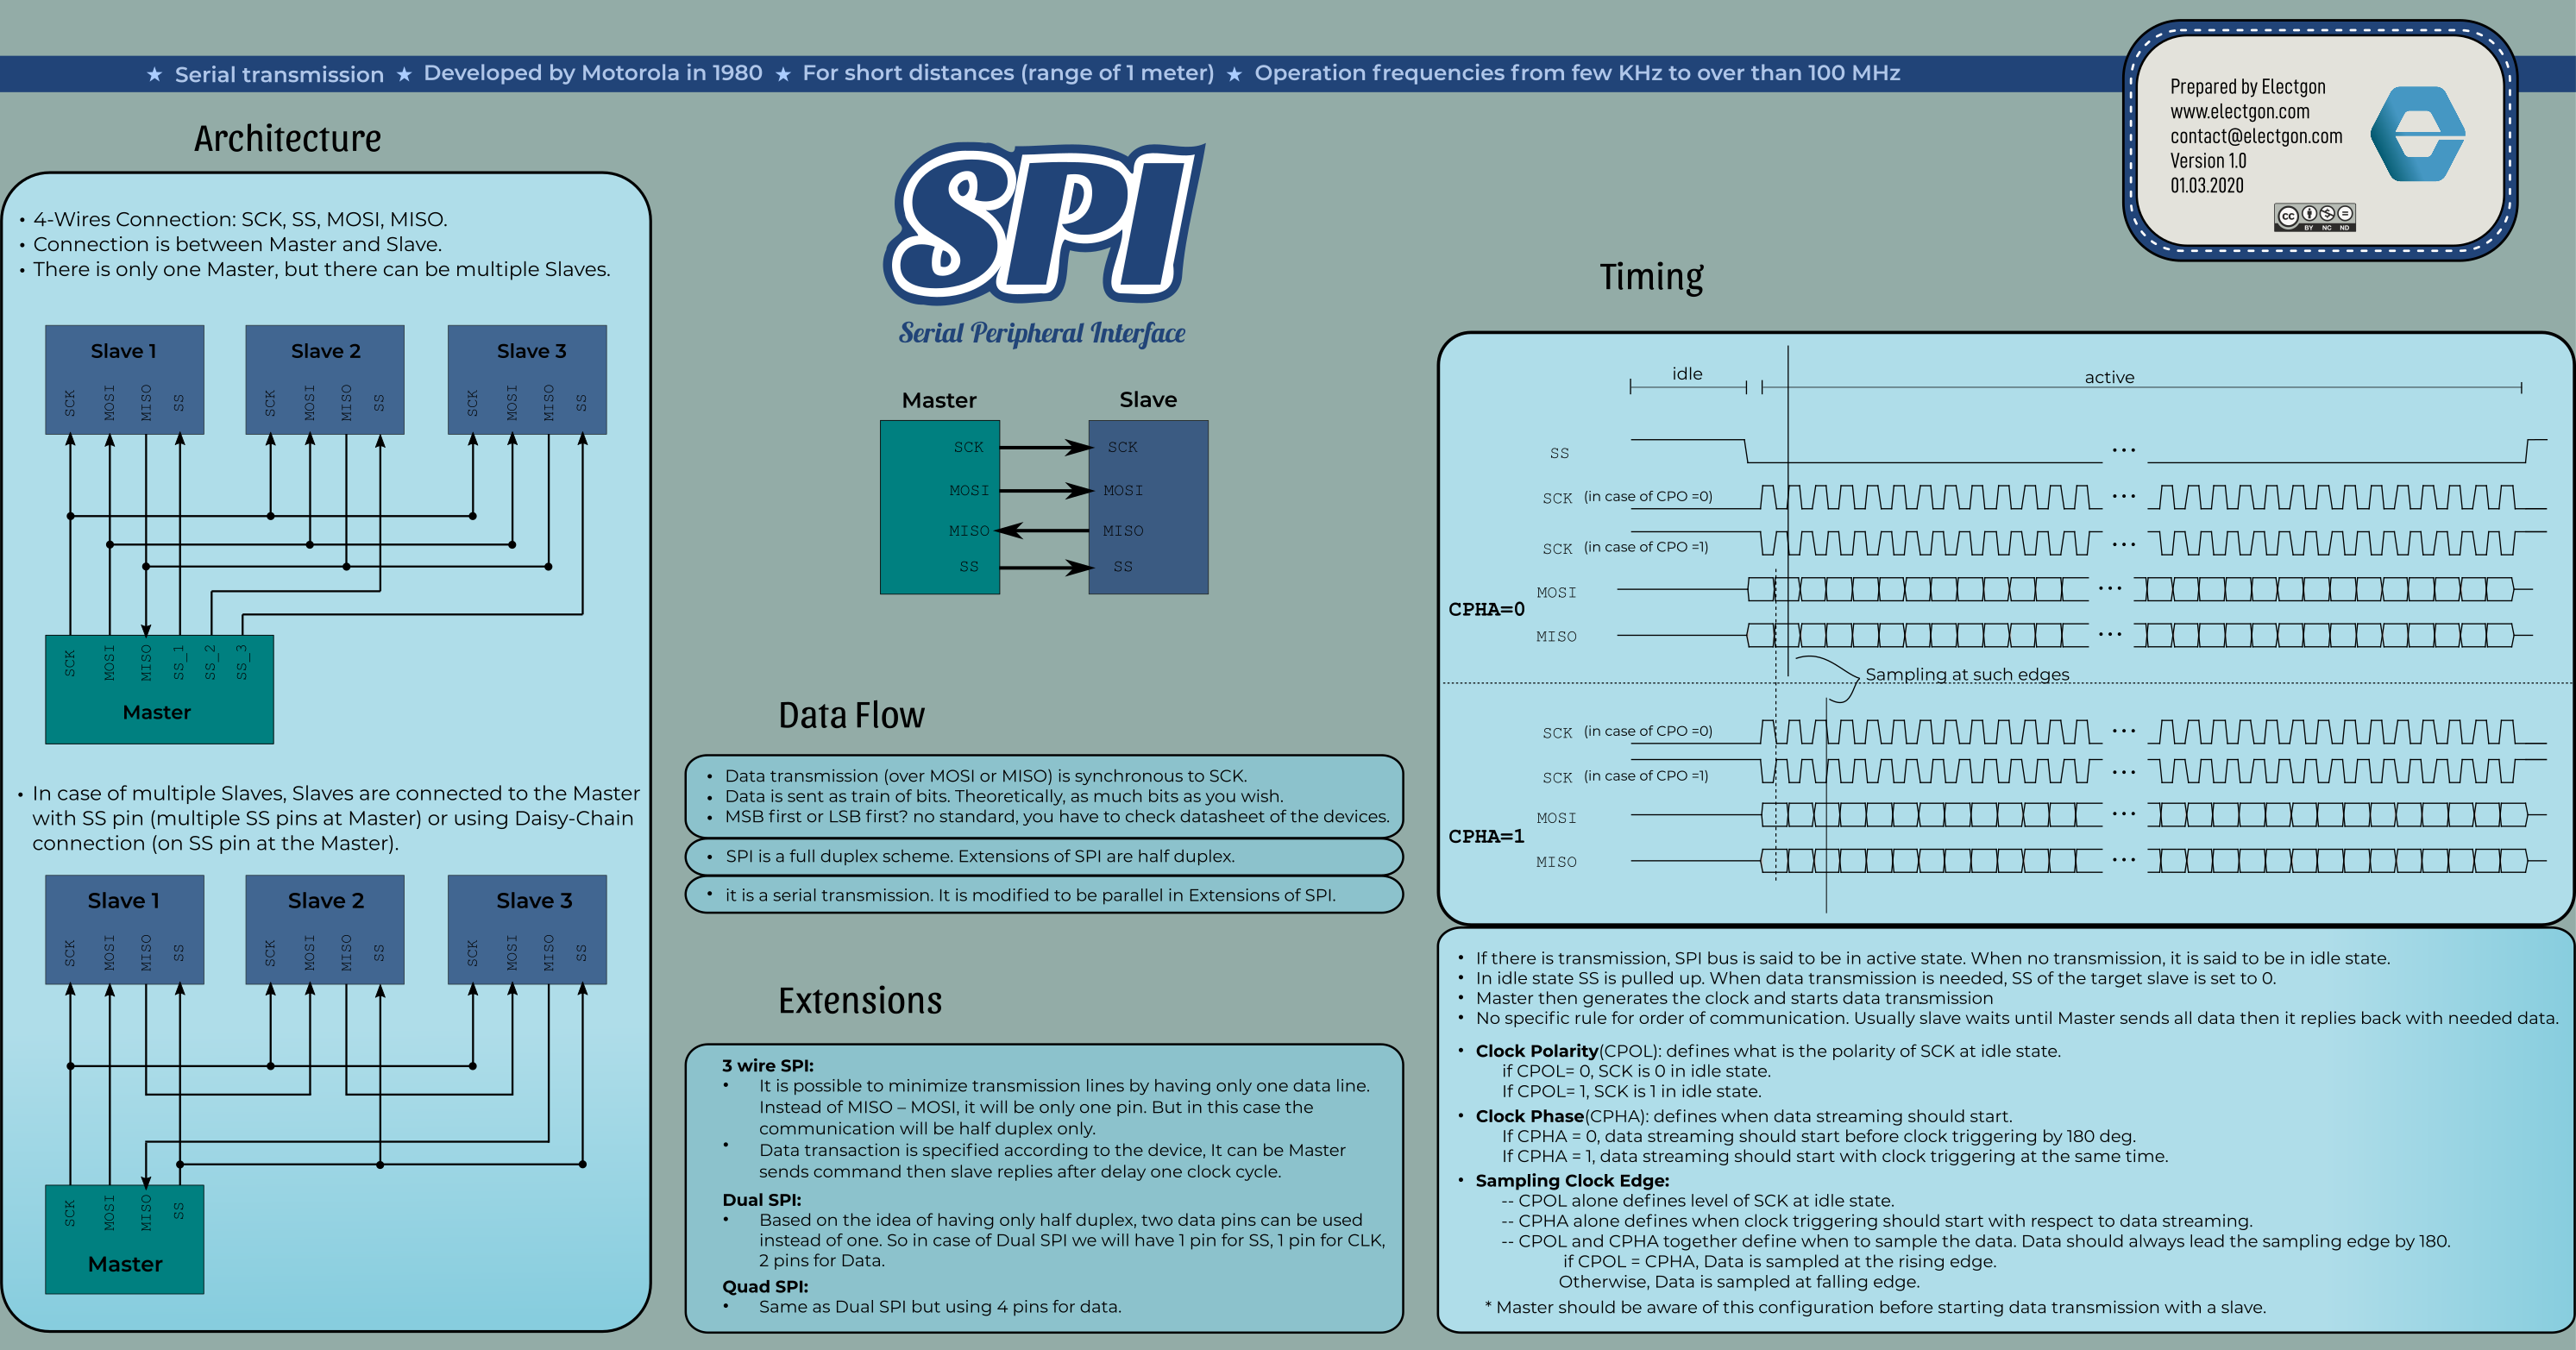 ★ Serial transmission ★ Developed by Motorola in 1980 ★ For short distances (range of 1 meter) ★ Operation frequencies from few KHz to over than 100 MHz
Prepared by Electgon
www.electgon.com
contact@electgon.com
Version 1.0
01.03.2020
cc
BY NC ND
Architecture
• 4-Wires Connection: SCK, SS, MOSI, MISO.
• Connection is between Master and Slave.
• There is only one Master, but there can be multiple Slaves.
Slave 1
SCK
MOSI
MISO
SS
Slave 2
SCK
MOSI
MISO
SS
Slave 3
SCK
MOSI
MISO
SS
SCK
MOSI
MISO
SS_1
SS_2
SS_3
Master
• In case of multiple Slaves, Slaves are connected to the Master
with SS pin (multiple SS pins at Master) or using Daisy-Chain
connection (on SS pin at the Master).
Slave 1
SCK
MOSI
MISO
SS
Slave 2
SCK
MOSI
MISO
SS
Slave 3
SCK
MOSI
MISO
SS
SCK
MOSI
MISO
SS
Master
SPI
Serial Peripheral Interface
Master Slave
SCK SCK
MOSI MOSI
MISO MISO
SS SS
Data Flow
• Data transmission (over MOSI or MISO) is synchronous to SCK.
• Data is sent as train of bits. Theoretically, as much bits as you wish.
• MSB first or LSB first? no standard, you have to check datasheet of the devices.
• SPI is a full duplex scheme. Extensions of SPI are half duplex.
• it is a serial transmission. It is modified to be parallel in Extensions of SPI.
Extensions
3 wire SPI:
• It is possible to minimize transmission lines by having only one data line.
Instead of MISO – MOSI, it will be only one pin. But in this case the
communication will be half duplex only.
• Data transaction is specified according to the device, It can be Master
sends command then slave replies after delay one clock cycle.
Dual SPI:
• Based on the idea of having only half duplex, two data pins can be used
instead of one. So in case of Dual SPI we will have 1 pin for SS, 1 pin for CLK,
2 pins for Data.
Quad SPI:
• Same as Dual SPI but using 4 pins for data.
Timing
idle active
SS ...
SCK (in case of CPO =0) ...
SCK (in case of CPO =1) ...
CPHA=0
MOSI ...
MISO ...
Sampling at such edges
SCK (in case of CPO =0) ...
SCK (in case of CPO =1) ...
CPHA=1
MOSI ...
MISO ...
• If there is transmission, SPI bus is said to be in active state. When no transmission, it is said to be in idle state.
• In idle state SS is pulled up. When data transmission is needed, SS of the target slave is set to 0.
• Master then generates the clock and starts data transmission
• No specific rule for order of communication. Usually slave waits until Master sends all data then it replies back with needed data.
• Clock Polarity(CPOL): defines what is the polarity of SCK at idle state.
if CPOL= 0, SCK is 0 in idle state.
If CPOL= 1, SCK is 1 in idle state.
• Clock Phase(CPHA): defines when data streaming should start.
If CPHA = 0, data streaming should start before clock triggering by 180 deg.
If CPHA = 1, data streaming should start with clock triggering at the same time.
• Sampling Clock Edge:
-- CPOL alone defines level of SCK at idle state.
-- CPHA alone defines when clock triggering should start with respect to data streaming.
-- CPOL and CPHA together define when to sample the data. Data should always lead the sampling edge by 180.
if CPOL = CPHA, Data is sampled at the rising edge.
Otherwise, Data is sampled at falling edge.
* Master should be aware of this configuration before starting data transmission with a slave.